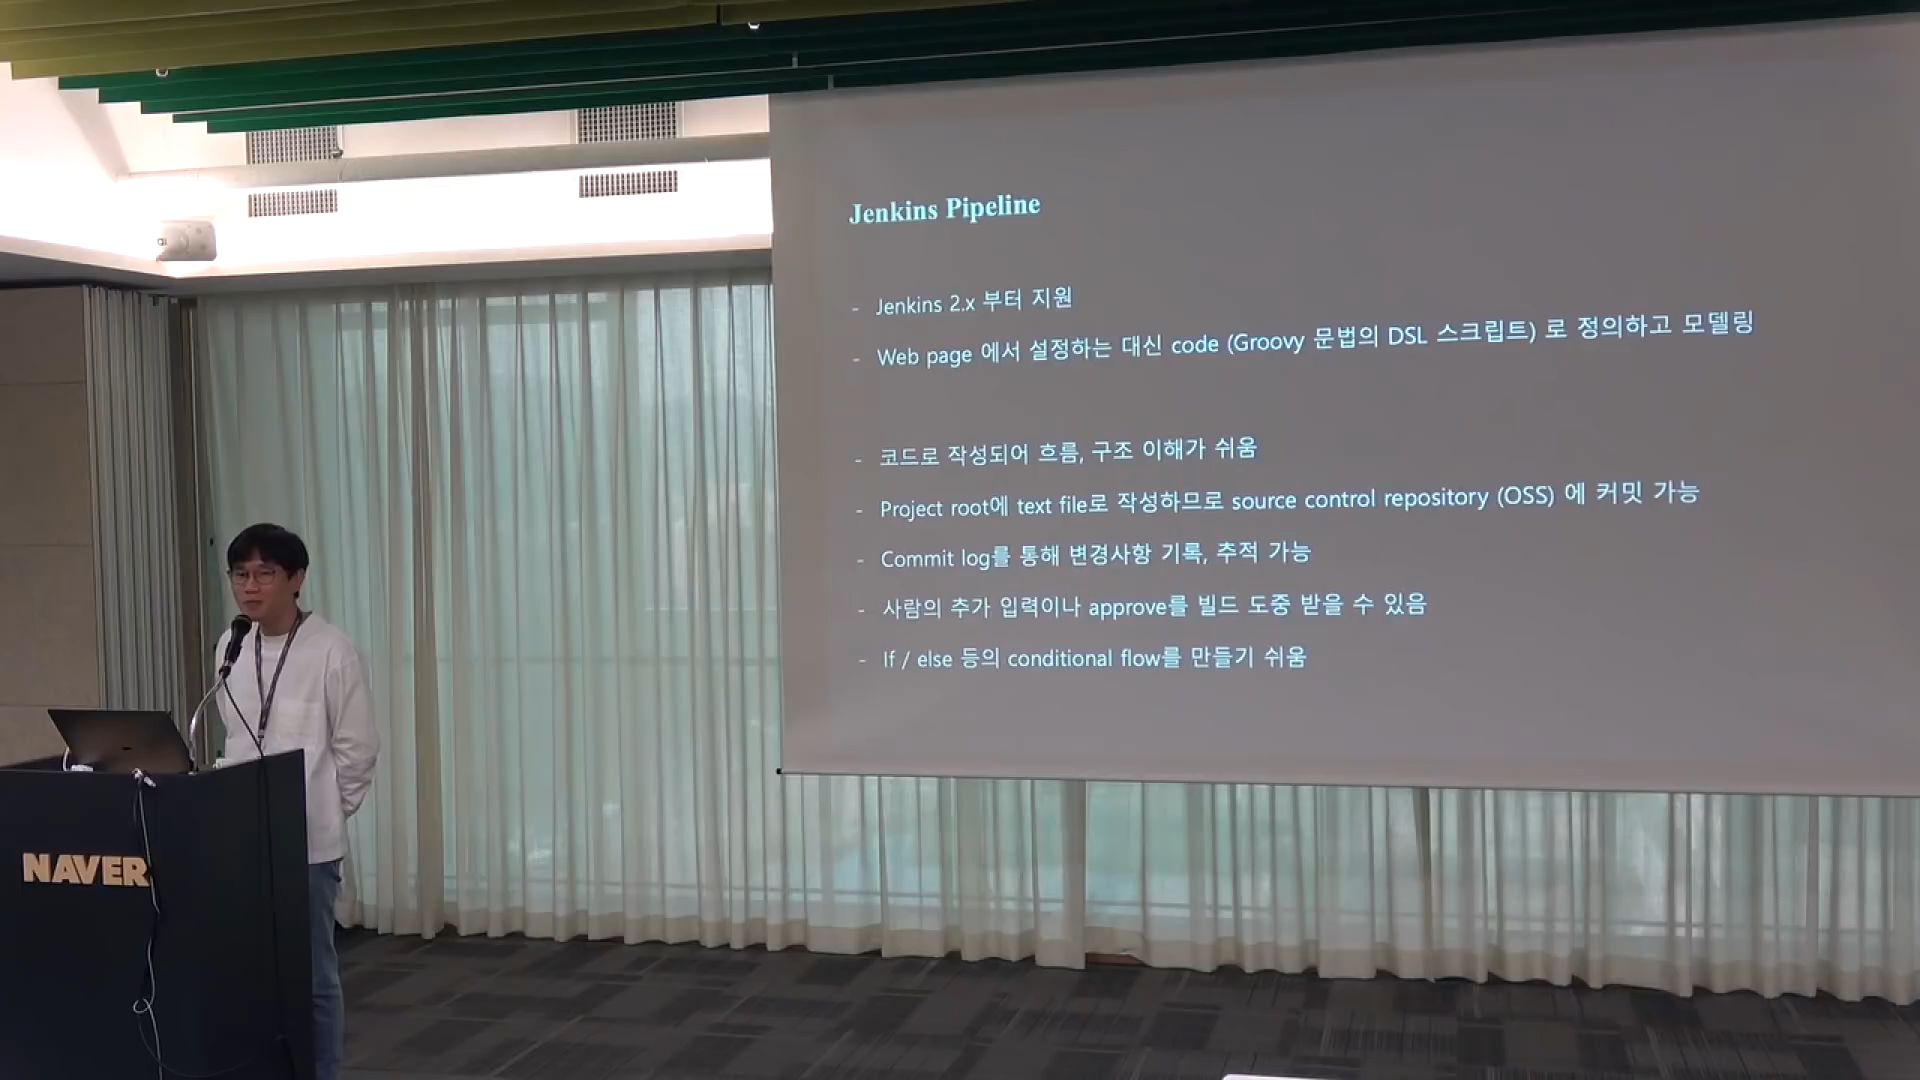 Jenkins Pipeline
- Jenkins 2.x 부터 지원
- Web page 에서 설정하는 대신 code (Groovy 문법의 DSL 스크립트) 로 정의하고 모델링
- 코드로 작성되어 흐름, 구조 이해가 쉬움
- Project root에 text file로 작성하므로 source control repository (OSS) 에 커밋 가능
- Commit log를 통해 변경사항 기록, 추적 가능
- 사람의 추가 입력이나 approve를 빌드 도중 받을 수 있음
- If / else 등의 conditional flow를 만들기 쉬움
NAVER